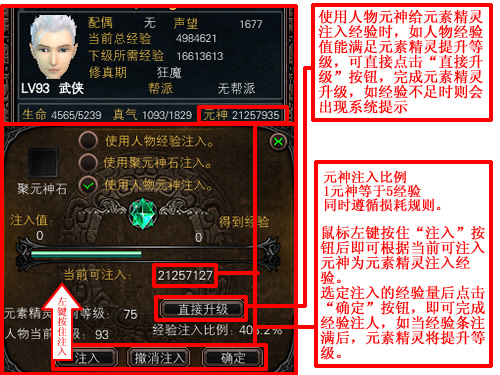 配偶 无 声望 1677
当前总经验 4984621
下级所需经验 16613613
修真期 狂魔
LV93 武侠 帮派 无帮派
生命 4565/5239 真气 1093/1829 元神 21257935
使用人物经验注入。
使用聚元神石注入。
聚元神石 使用人物元神注入。
注入值: 得到经验
0 0
当前可注入: 21257127
直接升级
元素精灵 等级: 75
人物当前 级: 93 经验注入比例:
注入 撤消注入 确定
左键按住注入
使用人物元神给元素精灵
注入经验时，如人物经验
值能满足元素精灵提升等
级，可直接点击“直接升
级”按钮，完成元素精灵
升级，如经验不足时则会
出现系统提示
元神注入比例
1元神等于5经验
同时遵循损耗规则。
鼠标左键按住“注入”按
钮后即可根据当前可注入
元神为元素精灵注入经
验。
选定注入的经验量后点击
“确定”按钮，即可完成
经验注入，如当经验条注
满后，元素精灵将提升等
级。